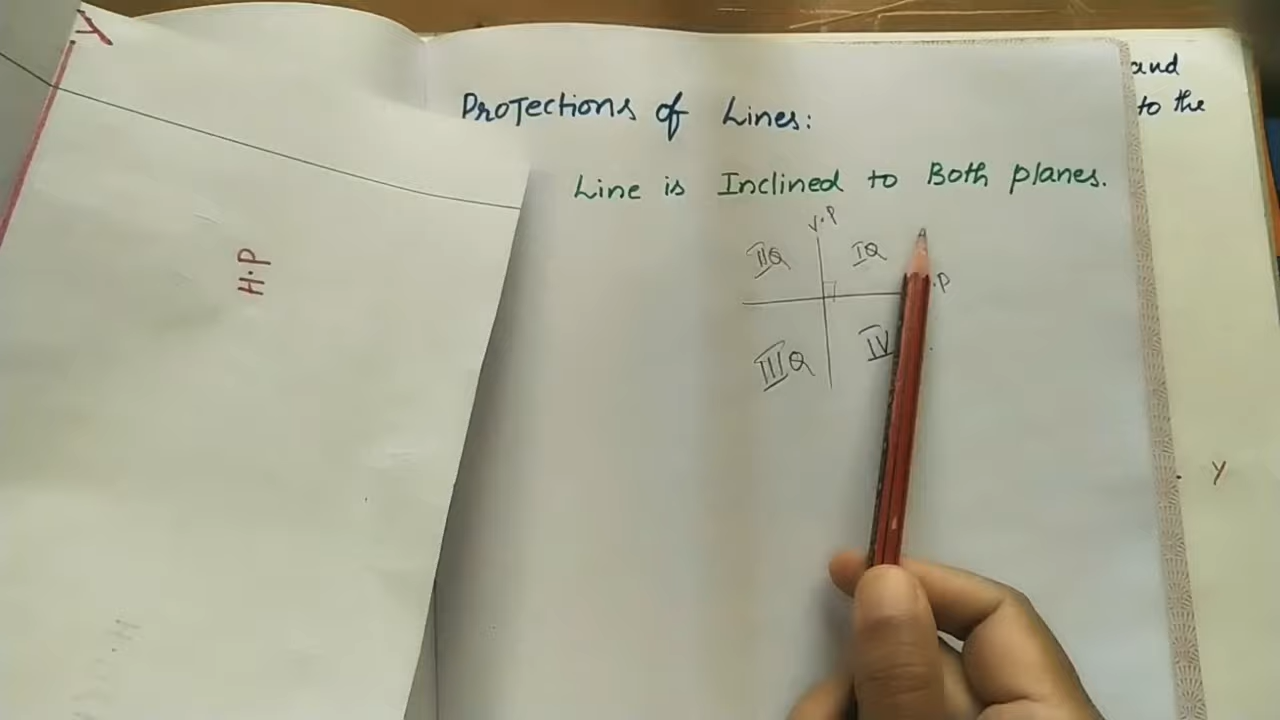 Y
H.P
and
to the
Projections of Lines:
Line is Inclined to Both planes.
V.P
IIQ
IQ
.P
IIIQ
IV
Y